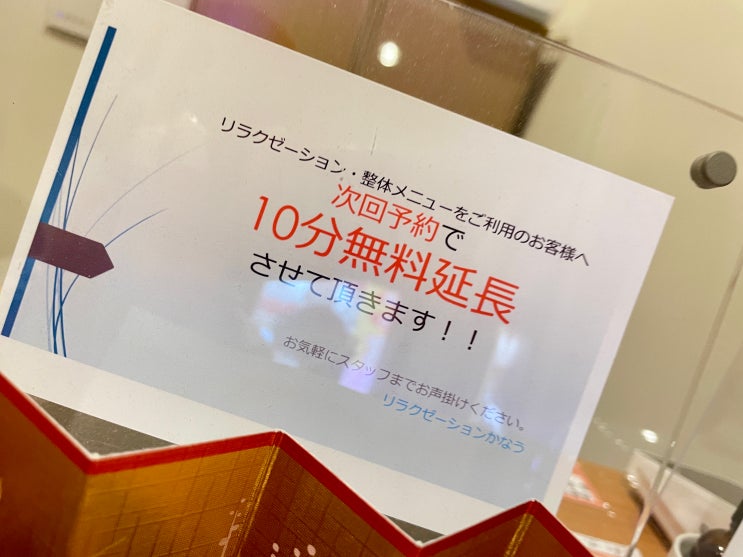 リラクゼーション・整体メニューをご利用のお客様へ
次回予約で
10分無料延長
させて頂きます！！
お気軽にスタッフまでお声掛けください。
リラクゼーションかなう